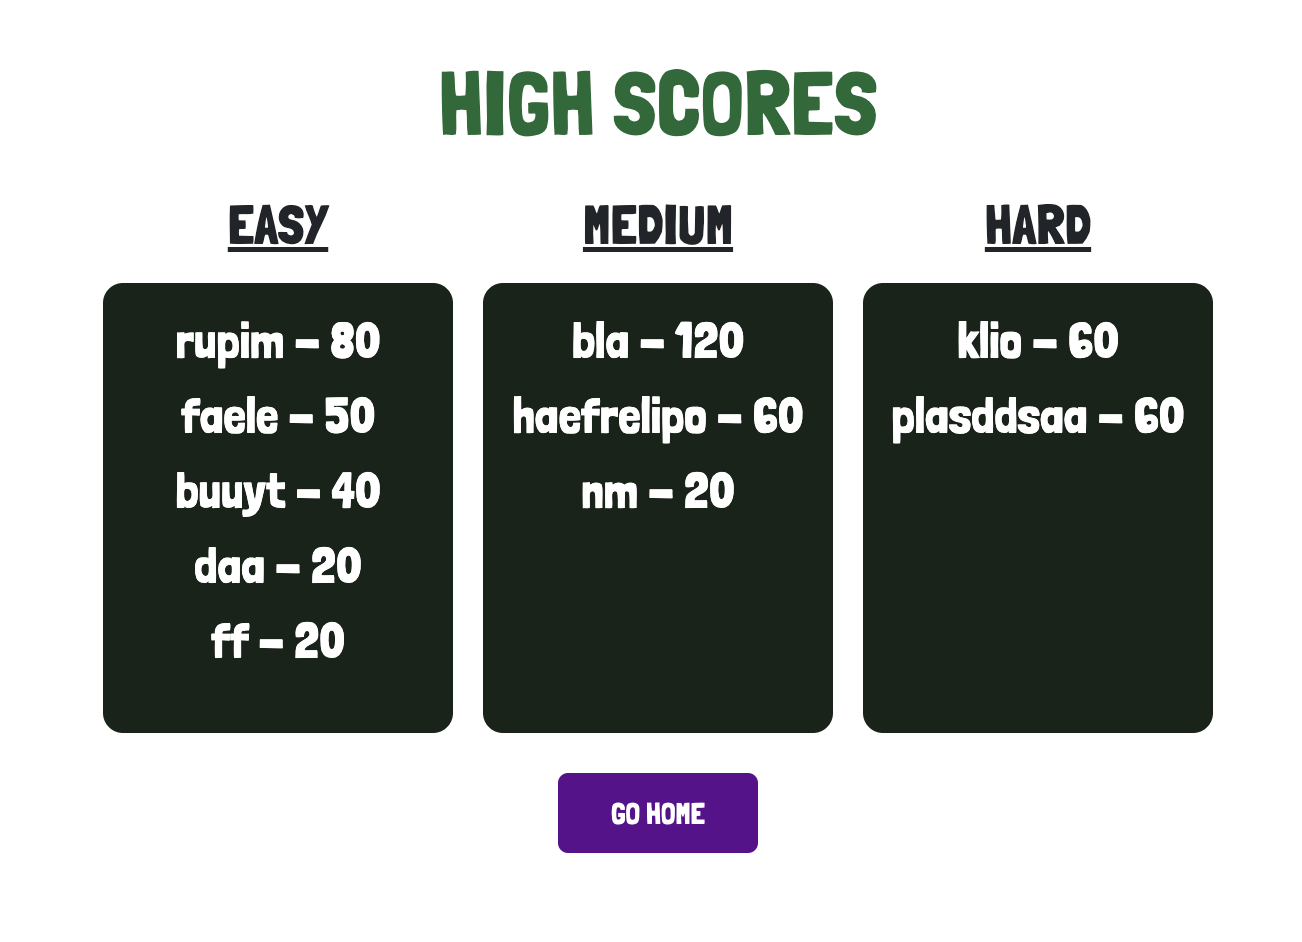 HIGH SCORES
EASY
rupim – 80
faele – 50
buuyt – 40
daa – 20
ff – 20
MEDIUM
bla – 120
haefrelipo – 60
nm – 20
HARD
klio – 60
plasddsaa – 60
GO HOME